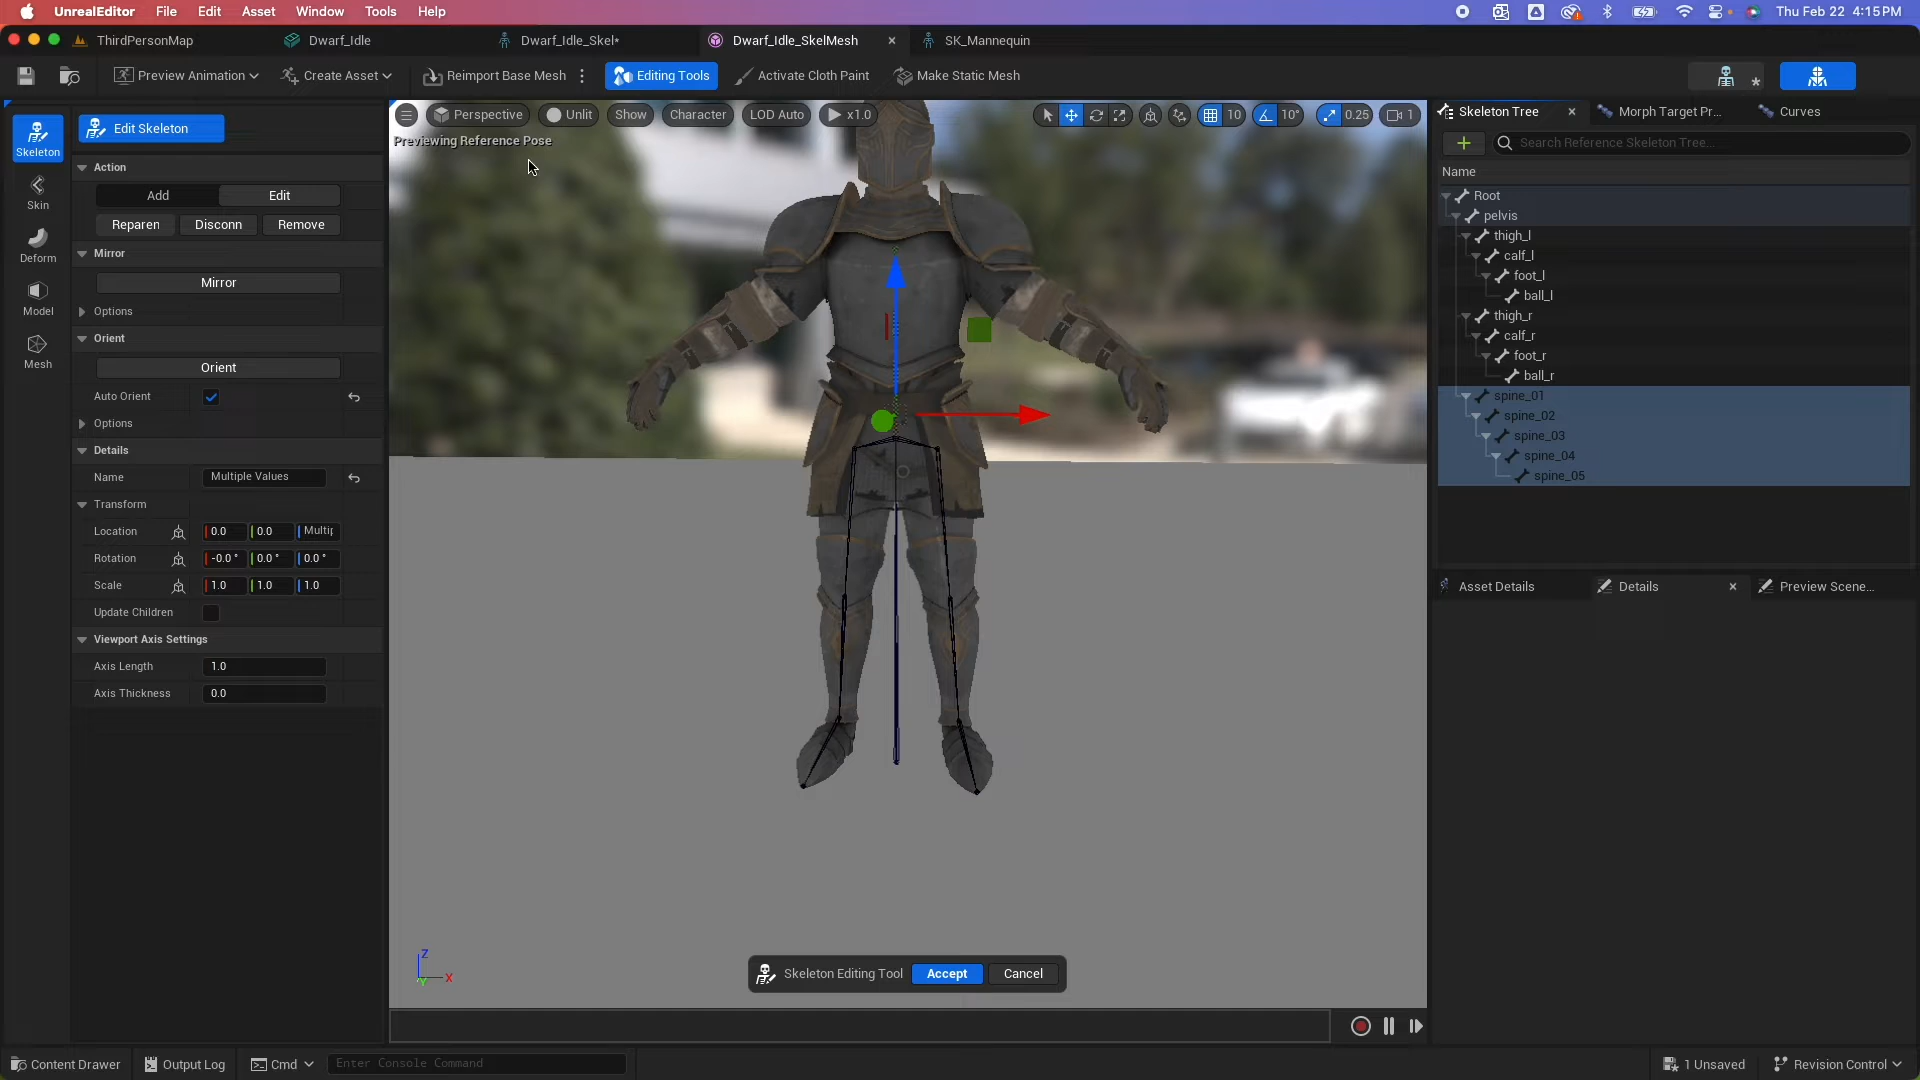 UnrealEditor File Edit Asset Window Tools Help Thu Feb 22 4:15 PM
ThirdPersonMap Dwarf_Idle Dwarf_Idle_Skel* Dwarf_Idle_SkelMesh SK_Mannequin
Preview Animation Create Asset Reimport Base Mesh Editing Tools Activate Cloth Paint Make Static Mesh
Skeleton
Skin
Deform
Model
Mesh
Edit Skeleton
Action
Add Edit
Reparen Disconn Remove
Mirror
Mirror
Options
Orient
Orient
Auto Orient
Options
Details
Name Multiple Values
Transform
Location 0.0 0.0 Multip
Rotation -0.0 ° 0.0 ° 0.0 °
Scale 1.0 1.0 1.0
Update Children
Viewport Axis Settings
Axis Length 1.0
Axis Thickness 0.0
Perspective Unlit Show Character LOD Auto x1.0 10 10° 0.25 1
Previewing Reference Pose
Z
X
Y
Skeleton Editing Tool Accept Cancel
Skeleton Tree Morph Target Pr... Curves
Search Reference Skeleton Tree...
Name
Root
pelvis
thigh_l
calf_l
foot_l
ball_l
thigh_r
calf_r
foot_r
ball_r
spine_01
spine_02
spine_03
spine_04
spine_05
Asset Details Details Preview Scene...
Content Drawer Output Log Cmd Enter Console Command 1 Unsaved Revision Control